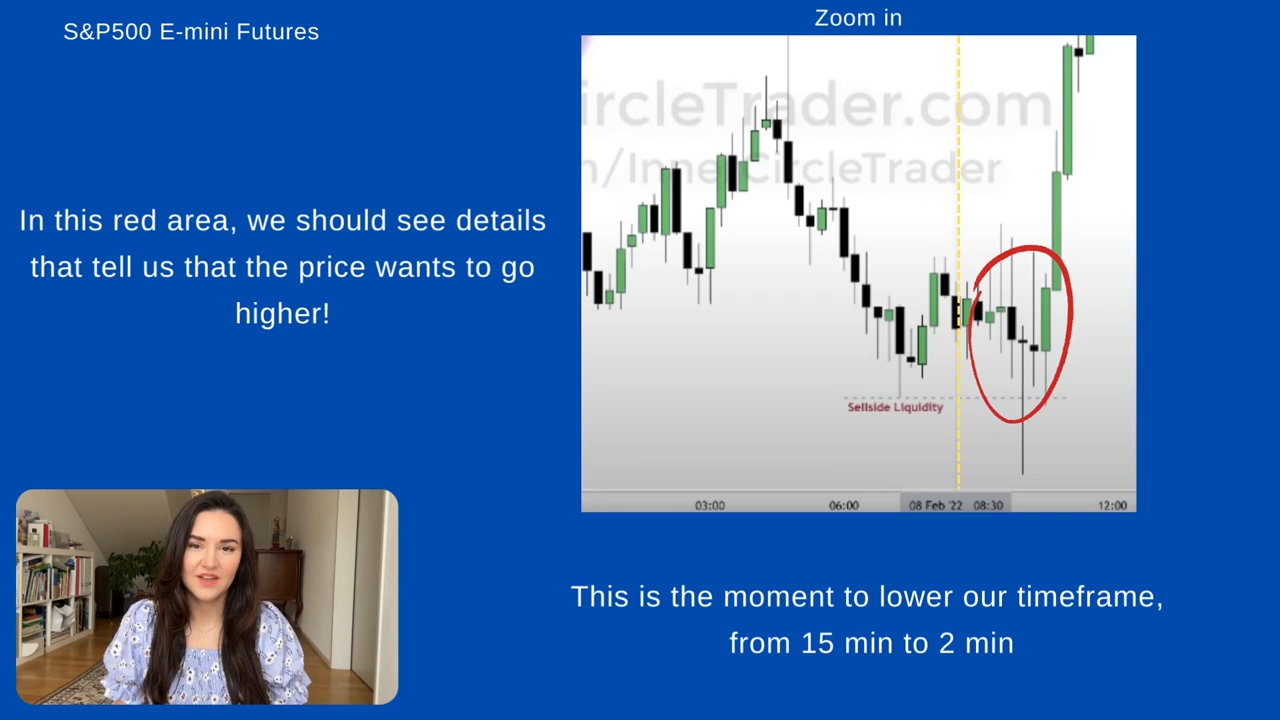 S&P500 E-mini Futures
Zoom in
ircleTrader.com
n/InnerCircleTrader
In this red area, we should see details
that tell us that the price wants to go
higher!
Sellside Liquidity
03:00 06:00 08 Feb '22 08:30 12:00
This is the moment to lower our timeframe,
from 15 min to 2 min